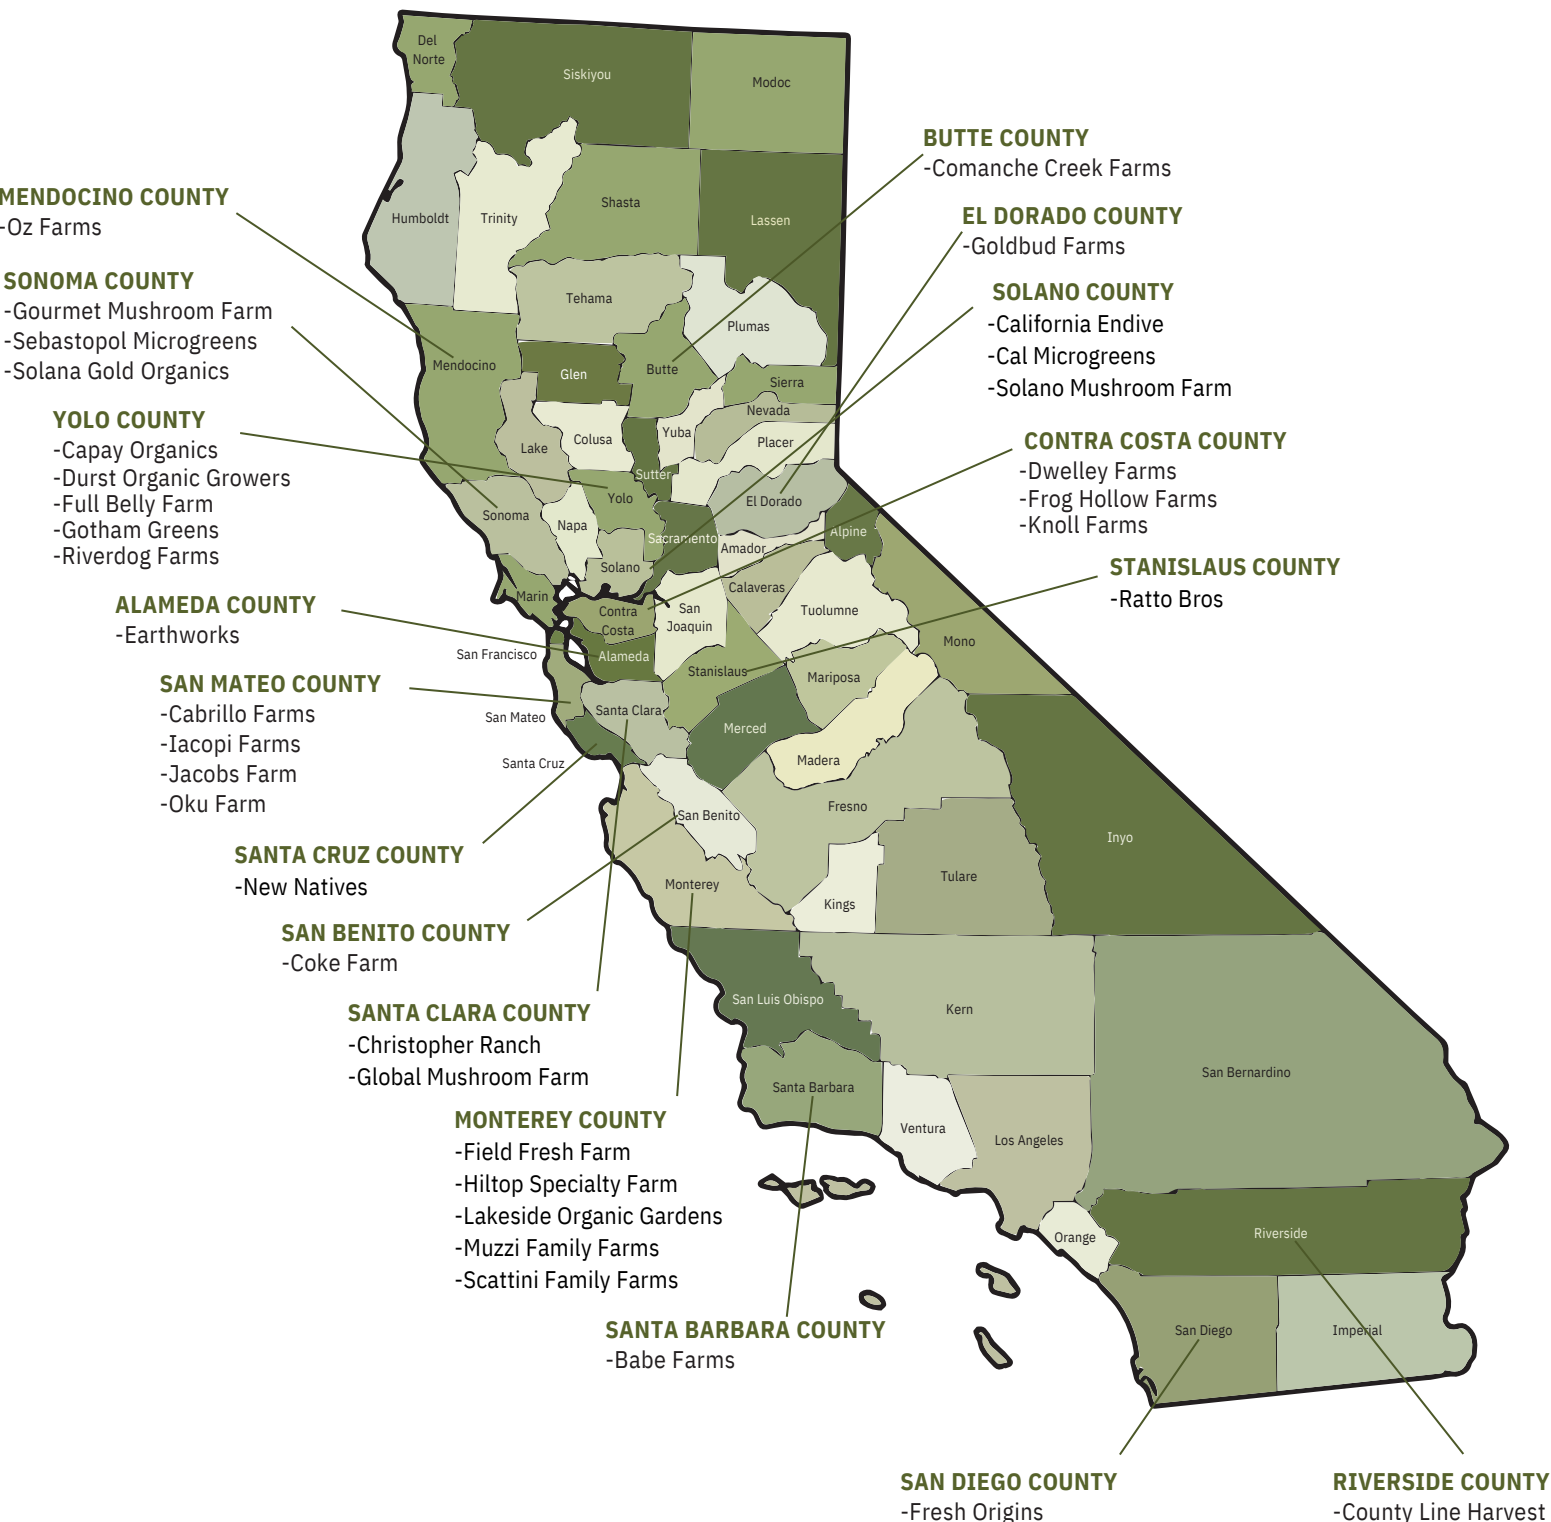 MENDOCINO COUNTY
-Oz Farms
SONOMA COUNTY
-Gourmet Mushroom Farm
-Sebastopol Microgreens
-Solana Gold Organics
YOLO COUNTY
-Capay Organics
-Durst Organic Growers
-Full Belly Farm
-Gotham Greens
-Riverdog Farms
ALAMEDA COUNTY
-Earthworks
SAN MATEO COUNTY
-Cabrillo Farms
-Iacopi Farms
-Jacobs Farm
-Oku Farm
SANTA CRUZ COUNTY
-New Natives
SAN BENITO COUNTY
-Coke Farm
SANTA CLARA COUNTY
-Christopher Ranch
-Global Mushroom Farm
MONTEREY COUNTY
-Field Fresh Farm
-Hiltop Specialty Farm
-Lakeside Organic Gardens
-Muzzi Family Farms
-Scattini Family Farms
SANTA BARBARA COUNTY
-Babe Farms
BUTTE COUNTY
-Comanche Creek Farms
EL DORADO COUNTY
-Goldbud Farms
SOLANO COUNTY
-California Endive
-Cal Microgreens
-Solano Mushroom Farm
CONTRA COSTA COUNTY
-Dwelley Farms
-Frog Hollow Farms
-Knoll Farms
STANISLAUS COUNTY
-Ratto Bros
SAN DIEGO COUNTY
-Fresh Origins
RIVERSIDE COUNTY
-County Line Harvest
Del
Norte
Siskiyou
Modoc
Humboldt
Trinity
Shasta
Lassen
Tehama
Plumas
Mendocino
Glen
Butte
Sierra
Nevada
Lake
Colusa
Yuba
Placer
Sutter
Yolo
El Dorado
Sonoma
Napa
Sacramento
Alpine
Amador
Solano
Calaveras
Marin
Contra
Costa
San
Joaquin
Tuolumne
Mono
San Francisco
Alameda
Stanislaus
Mariposa
San Mateo
Santa Clara
Merced
Santa Cruz
Madera
San Benito
Fresno
Inyo
Monterey
Kings
Tulare
San Luis Obispo
Kern
Santa Barbara
San Bernardino
Ventura
Los Angeles
Orange
Riverside
San Diego
Imperial